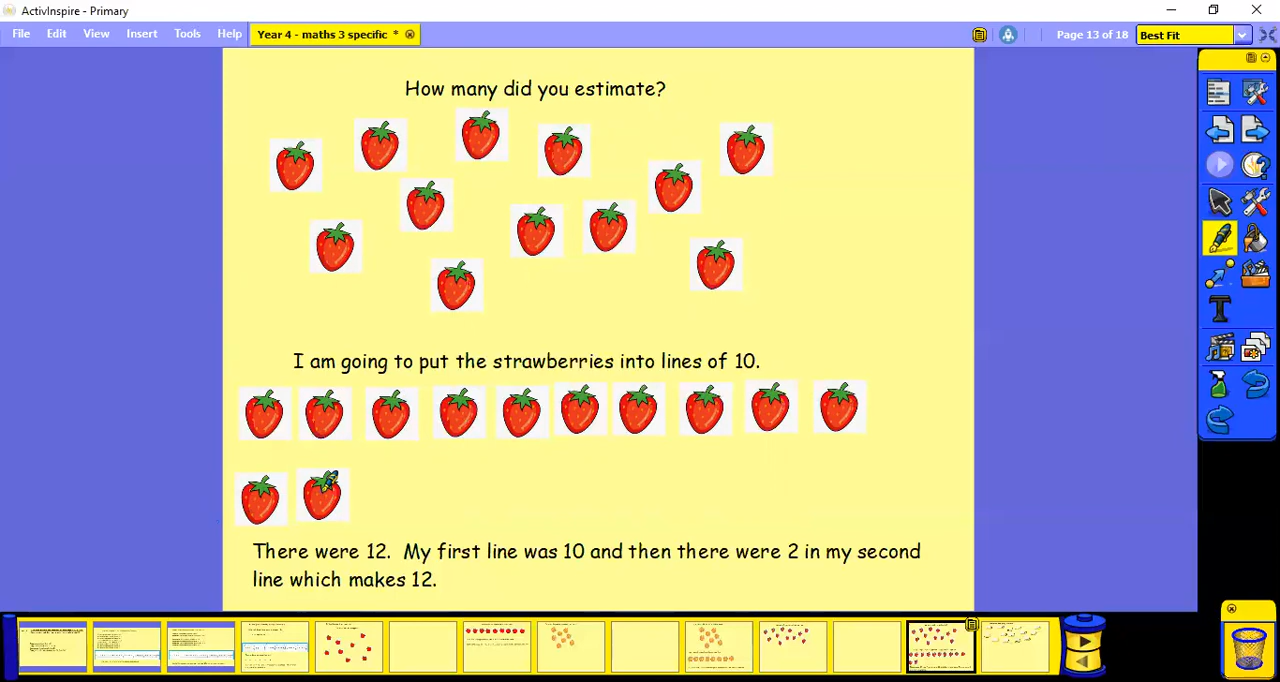 ActivInspire - Primary
File Edit View Insert Tools Help Year 4 - maths 3 specific * Page 13 of 18 Best Fit
How many did you estimate?
I am going to put the strawberries into lines of 10.
There were 12. My first line was 10 and then there were 2 in my second
line which makes 12.